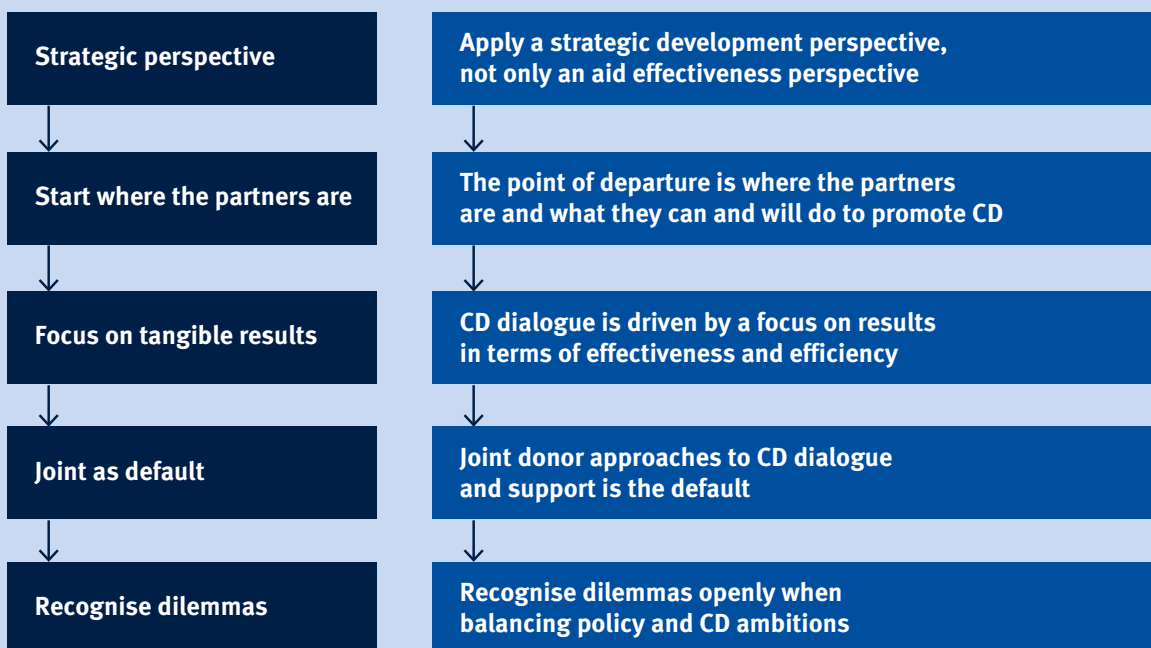 Strategic perspective
Apply a strategic development perspective,
not only an aid effectiveness perspective
Start where the partners are
The point of departure is where the partners
are and what they can and will do to promote CD
Focus on tangible results
CD dialogue is driven by a focus on results
in terms of effectiveness and efficiency
Joint as default
Joint donor approaches to CD dialogue
and support is the default
Recognise dilemmas
Recognise dilemmas openly when
balancing policy and CD ambitions